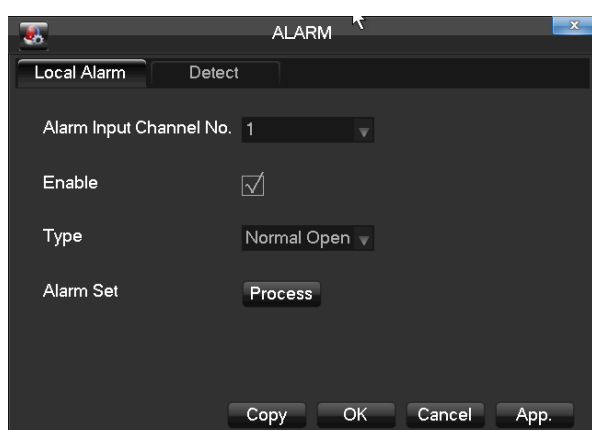 ALARM
x
Local Alarm Detect
Alarm Input Channel No. 1
Enable
Type Normal Open
Alarm Set Process
Copy OK Cancel App.